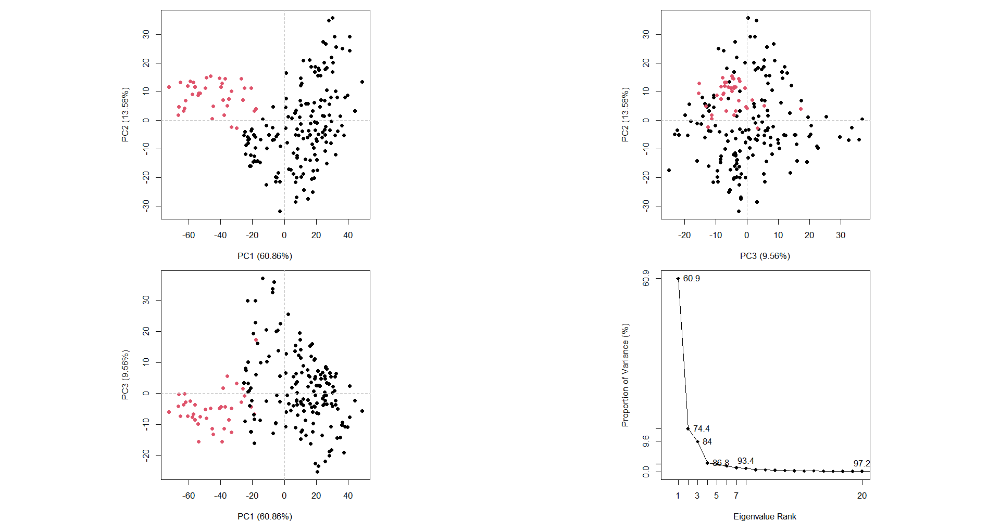 PC2 (13.58%)
30
20
10
0
-10
-20
-30
-60 -40 -20 0 20 40
PC1 (60.86%)
PC2 (13.58%)
30
20
10
0
-10
-20
-30
-20 -10 0 10 20 30
PC3 (9.56%)
PC3 (9.56%)
30
20
10
0
-10
-20
-60 -40 -20 0 20 40
PC1 (60.86%)
Proportion of Variance (%)
60.9
9.6
0.0
60.9
74.4
84
86.8
93.4
97.2
1 3 5 7 20
Eigenvalue Rank